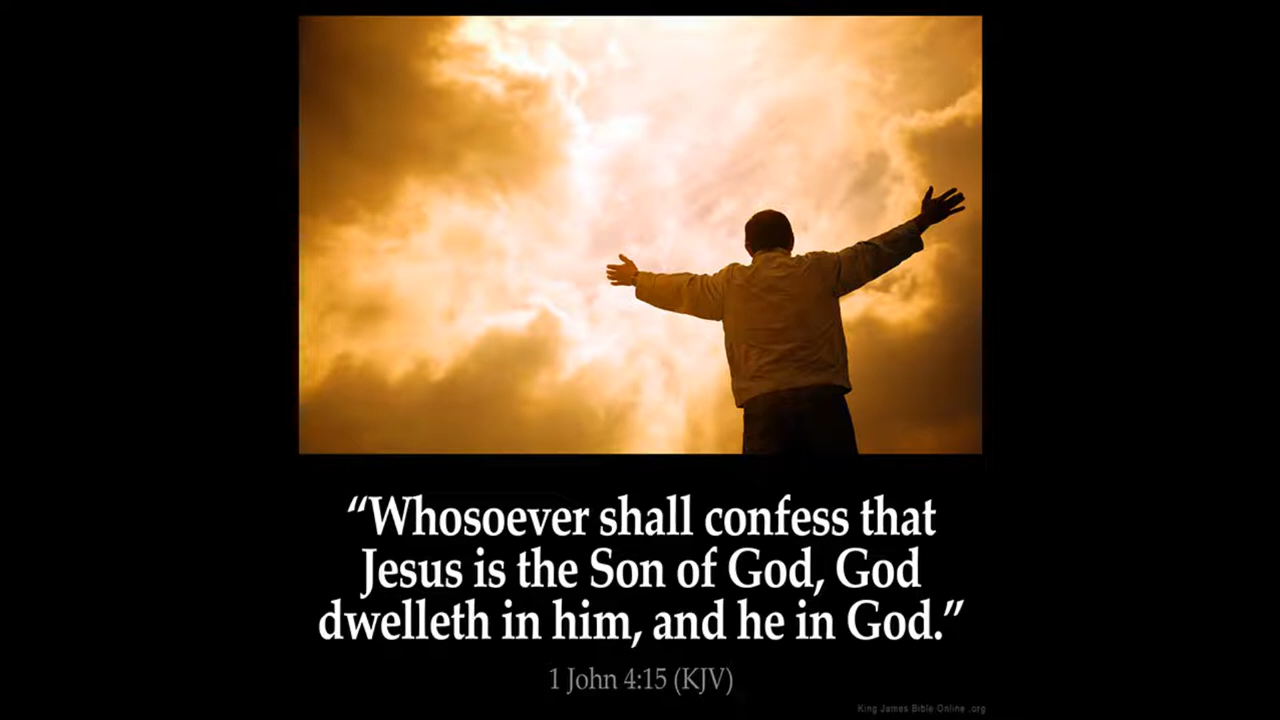 “Whosoever shall confess that
Jesus is the Son of God, God
dwelleth in him, and he in God.”
1 John 4:15 (KJV)
King James Bible Online .org